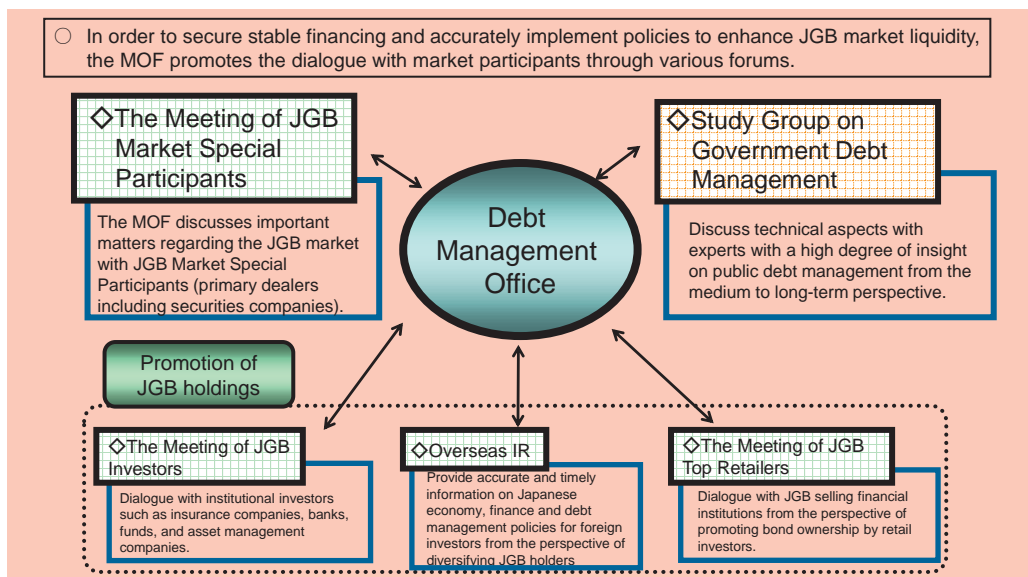 ○ In order to secure stable financing and accurately implement policies to enhance JGB market liquidity,
the MOF promotes the dialogue with market participants through various forums.
◇The Meeting of JGB
Market Special
Participants
The MOF discusses important
matters regarding the JGB market
with JGB Market Special
Participants (primary dealers
including securities companies).
Debt
Management
Office
◇Study Group on
Government Debt
Management
Discuss technical aspects with
experts with a high degree of insight
on public debt management from the
medium to long-term perspective.
Promotion of
JGB holdings
◇The Meeting of JGB
Investors
Dialogue with institutional investors
such as insurance companies, banks,
funds, and asset management
companies.
◇Overseas IR
Provide accurate and timely
information on Japanese
economy, finance and debt
management policies for foreign
investors from the perspective of
diversifying JGB holders
◇The Meeting of JGB
Top Retailers
Dialogue with JGB selling financial
institutions from the perspective of
promoting bond ownership by retail
investors.